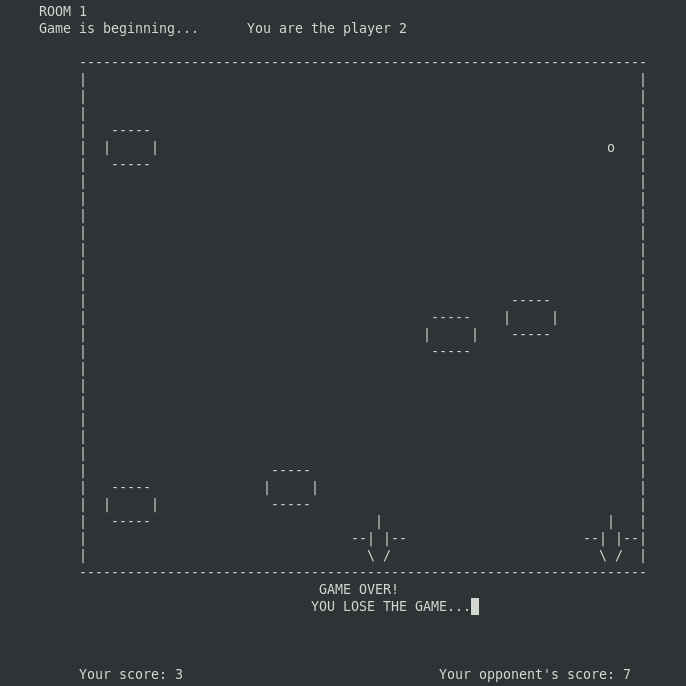 ROOM 1
Game is beginning... You are the player 2
o
GAME OVER!
YOU LOSE THE GAME...
Your score: 3 Your opponent's score: 7